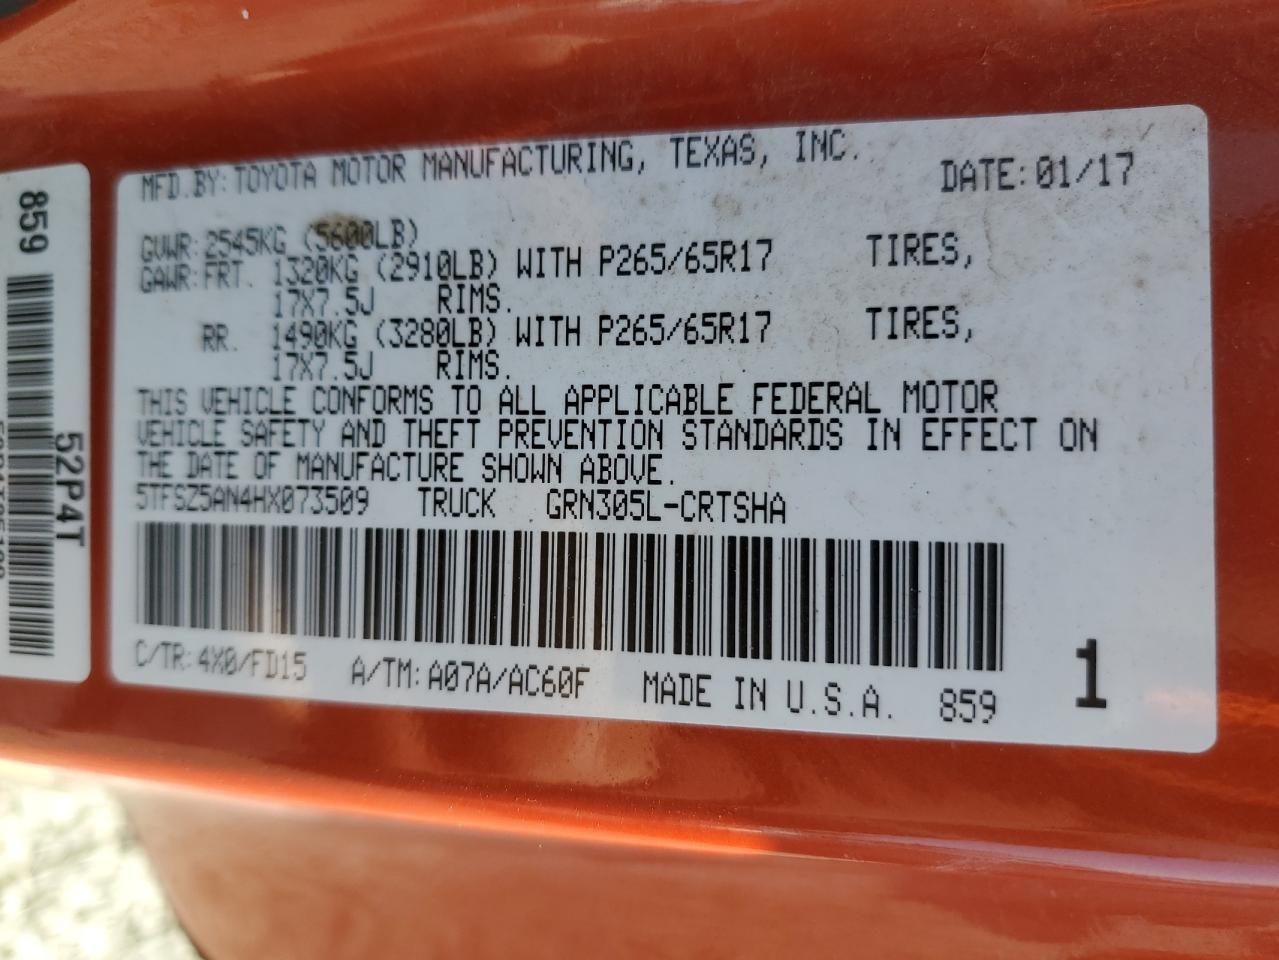 MFD.BY:TOYOTA MOTOR MANUFACTURING, TEXAS, INC. DATE:01/17
GVWR:2545KG (5600LB)
GAWR:FRT. 1320KG (2910LB) WITH P265/65R17 TIRES,
17X7.5J RIMS.
RR. 1490KG (3280LB) WITH P265/65R17 TIRES,
17X7.5J RIMS.
THIS VEHICLE CONFORMS TO ALL APPLICABLE FEDERAL MOTOR
VEHICLE SAFETY AND THEFT PREVENTION STANDARDS IN EFFECT ON
THE DATE OF MANUFACTURE SHOWN ABOVE.
5TFSZ5AN4HX073509 TRUCK GRN305L-CRTSHA
C/TR:4X0/FD15 A/TM:A07A/AC60F MADE IN U.S.A. 859 1
859
52P4T